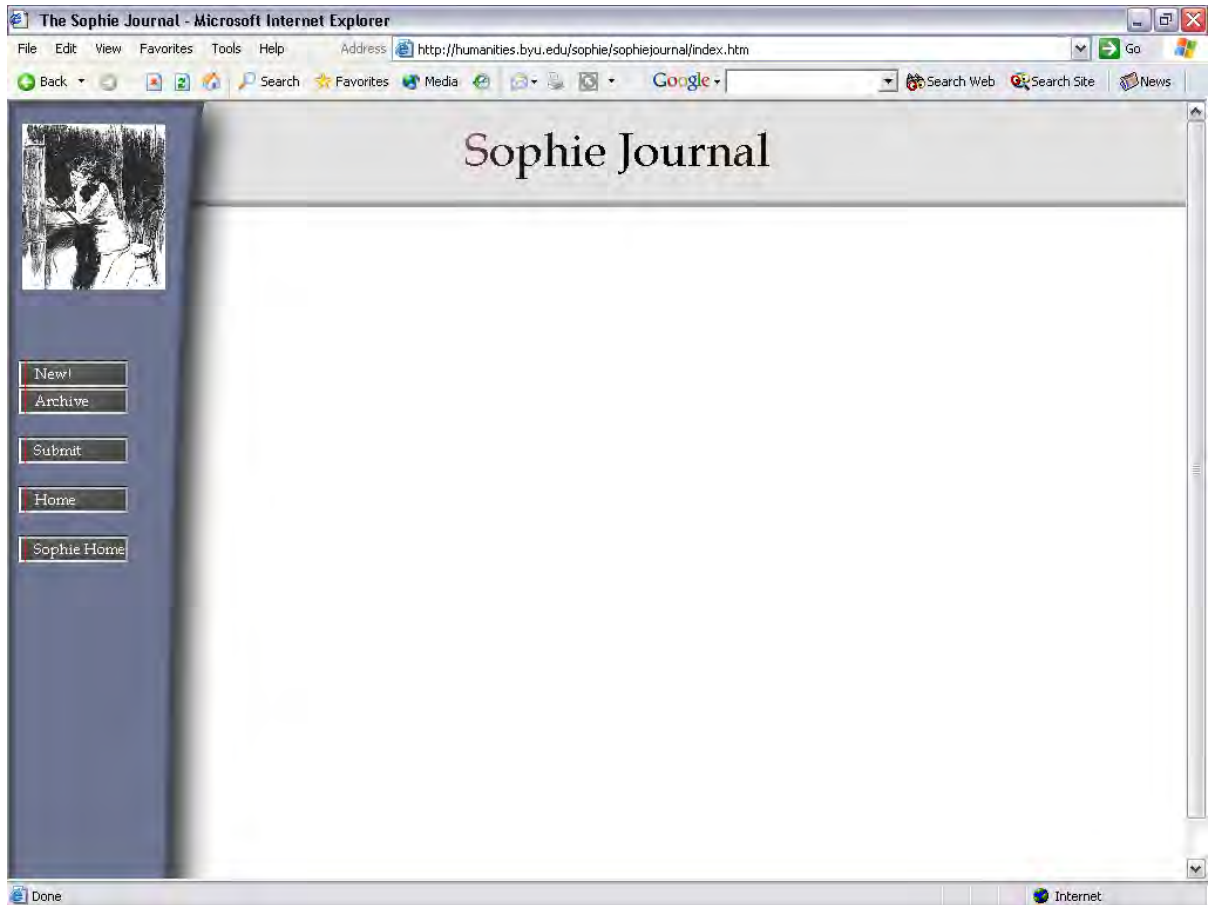 The Sophie Journal - Microsoft Internet Explorer
File Edit View Favorites Tools Help Address http://humanities.byu.edu/sophie/sophiejournal/index.htm Go
Back Search Favorites Media Google Search Web Search Site News
Sophie Journal
New!
Archive
Submit
Home
Sophie Home
Done Internet